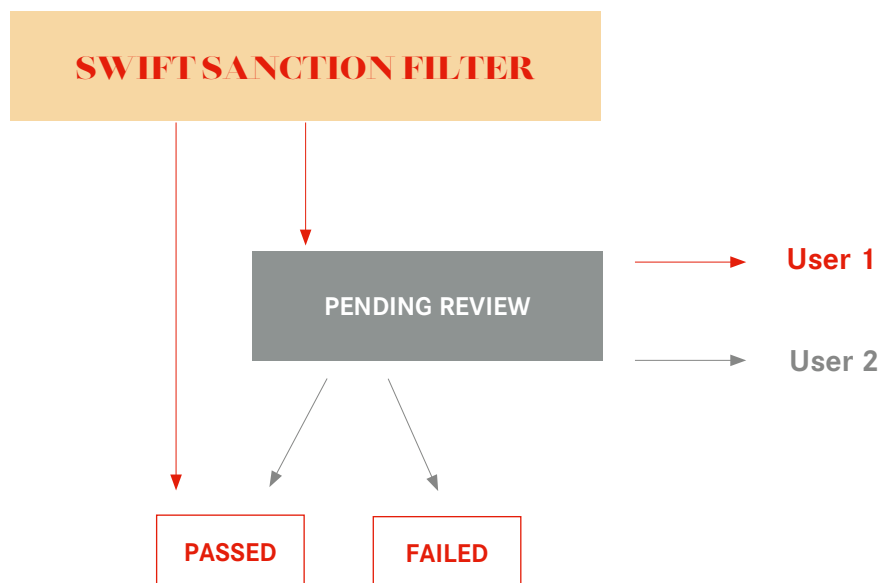 SWIFT SANCTION FILTER
User 1
PENDING REVIEW
User 2
PASSED
FAILED